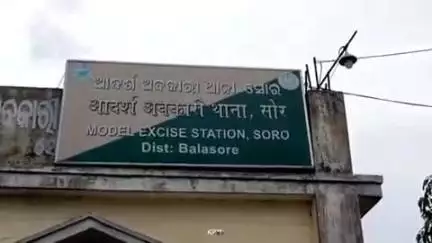 ଆଦର୍ଶ ଅବକାରୀ ଥାନା, ସୋର
आदर्श अबकारी थाना, सोर
MODEL EXCISE STATION, SORO
Dist: Balasore